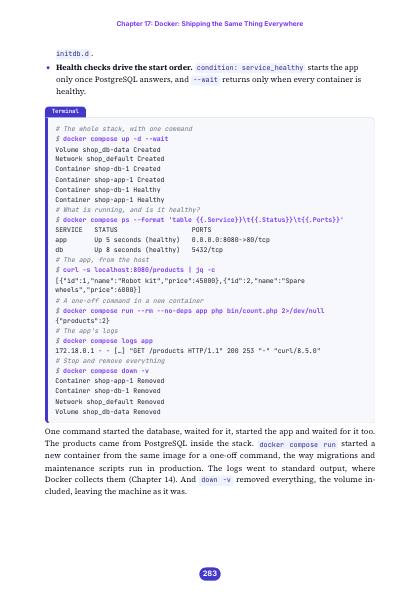 Chapter 17: Docker: Shipping the Same Thing Everywhere
initdb.d.
• Health checks drive the start order. condition: service_healthy starts the app
only once PostgreSQL answers, and --wait returns only when every container is
healthy.
Terminal
# The whole stack, with one command
$ docker compose up -d --wait
Volume shop_db-data Created
Network shop_default Created
Container shop-db-1 Created
Container shop-app-1 Created
Container shop-db-1 Healthy
Container shop-app-1 Healthy
# What is running, and is it healthy?
$ docker compose ps --format 'table {{.Service}}\t{{.Status}}\t{{.Ports}}'
SERVICE   STATUS                   PORTS
app       Up 5 seconds (healthy)   0.0.0.0:8080->80/tcp
db        Up 8 seconds (healthy)   5432/tcp
# The app, from the host
$ curl -s localhost:8080/products | jq -c
[{"id":1,"name":"Robot kit","price":45000},{"id":2,"name":"Spare
wheels","price":6000}]
# A one-off command in a new container
$ docker compose run --rm --no-deps app php bin/count.php 2>/dev/null
{"products":2}
# The app's logs
$ docker compose logs app
172.18.0.1 - - […] "GET /products HTTP/1.1" 200 253 "-" "curl/8.5.0"
# Stop and remove everything
$ docker compose down -v
Container shop-app-1 Removed
Container shop-db-1 Removed
Network shop_default Removed
Volume shop_db-data Removed
One command started the database, waited for it, started the app and waited for it too.
The products came from PostgreSQL inside the stack. docker compose run started a
new container from the same image for a one-off command, the way migrations and
maintenance scripts run in production. The logs went to standard output, where
Docker collects them (Chapter 14). And down -v removed everything, the volume in-
cluded, leaving the machine as it was.
283